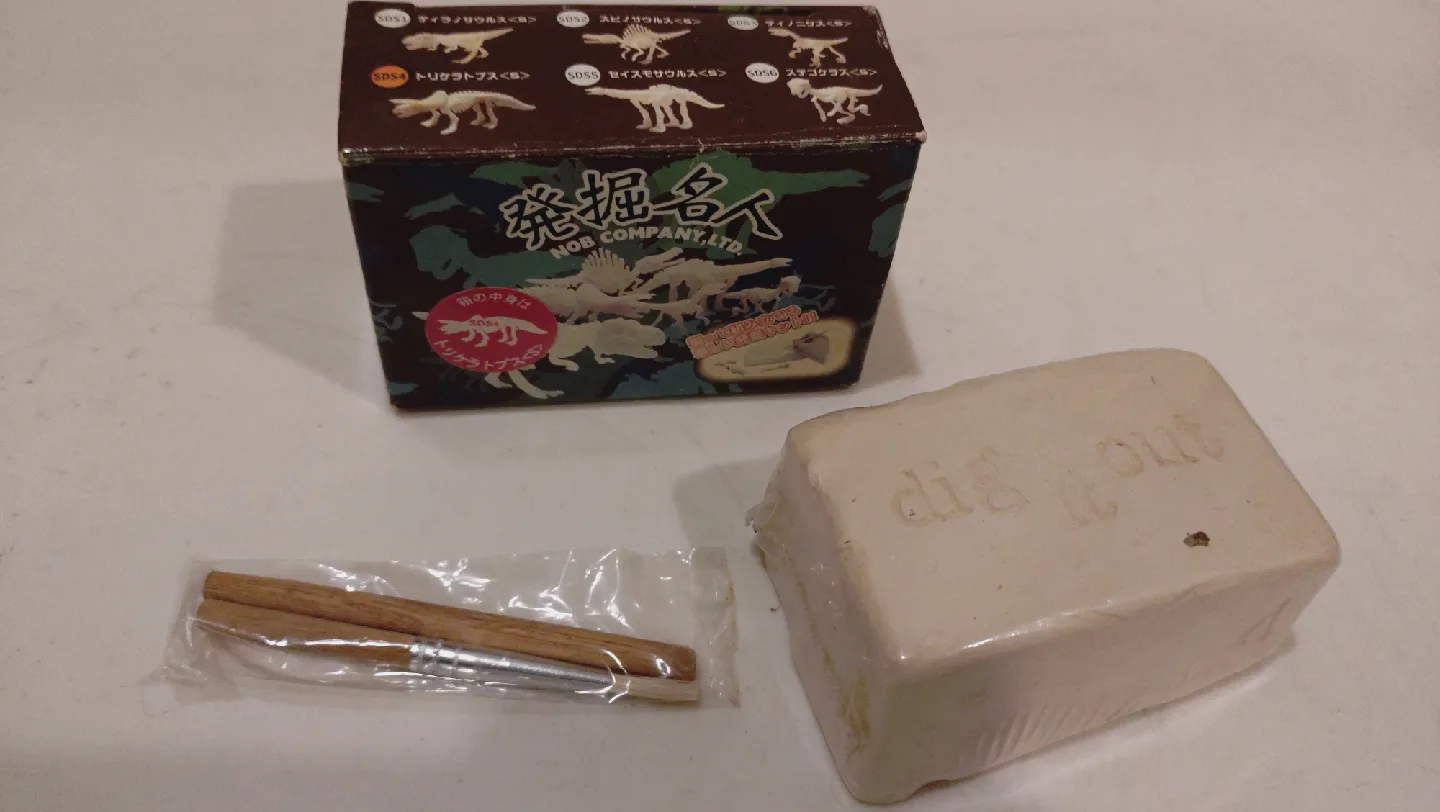 SDS1 ティラノサウルス<S>
SDS2 スピノサウルス<S>
SDS3 ディノニクス<S>
SDS4 トリケラトプス<S>
SDS5 セイスモサウルス<S>
SDS6 ステゴケラス<S>
発掘名人
NOB COMPANY,LTD.
箱の中身は
SDS4
トリケラトプス<S>
dig it out